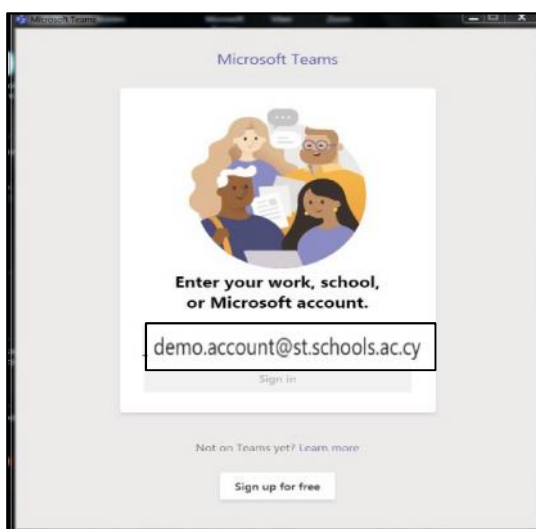 Microsoft Teams
Microsoft Teams
Enter your work, school,
or Microsoft account.
demo.account@st.schools.ac.cy
Sign in
Not on Teams yet? Learn more
Sign up for free